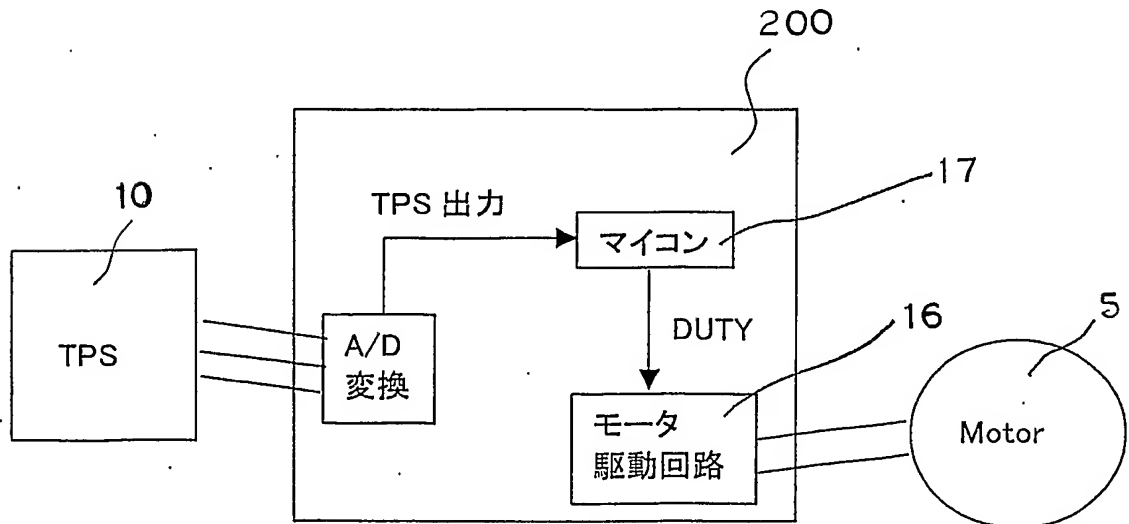 200
17
10
TPS 出力
マイコン
TPS
A/D
変換
DUTY
16
5
モータ
駆動回路
Motor